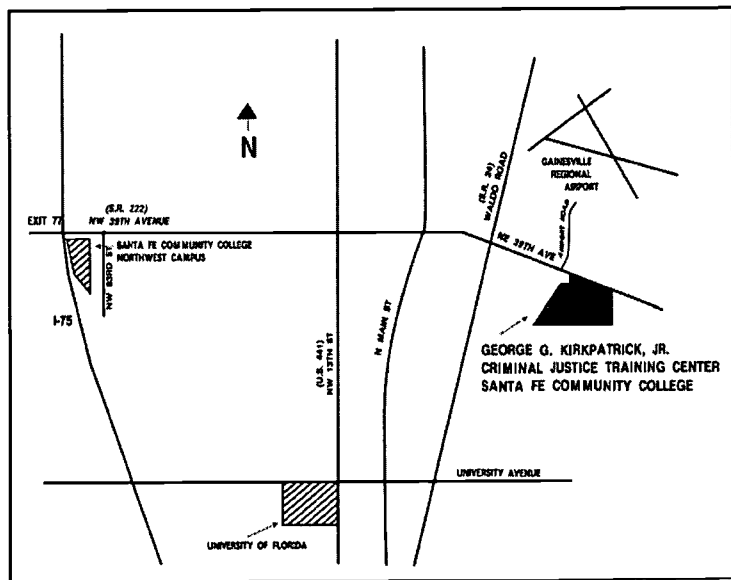 N
(S.R. 222)
EXIT 77 NW 39TH AVENUE
SANTA FE COMMUNITY COLLEGE
NORTHWEST CAMPUS
NW 83RD ST.
I-75
(U.S. 441)
NW 13TH ST
N MAIN ST
(S.R. 24)
WALDO ROAD
GAINESVILLE
REGIONAL
AIRPORT
AIRPORT ROAD
NE 39TH AVE
GEORGE G. KIRKPATRICK, JR.
CRIMINAL JUSTICE TRAINING CENTER
SANTA FE COMMUNITY COLLEGE
UNIVERSITY AVENUE
UNIVERSITY OF FLORIDA